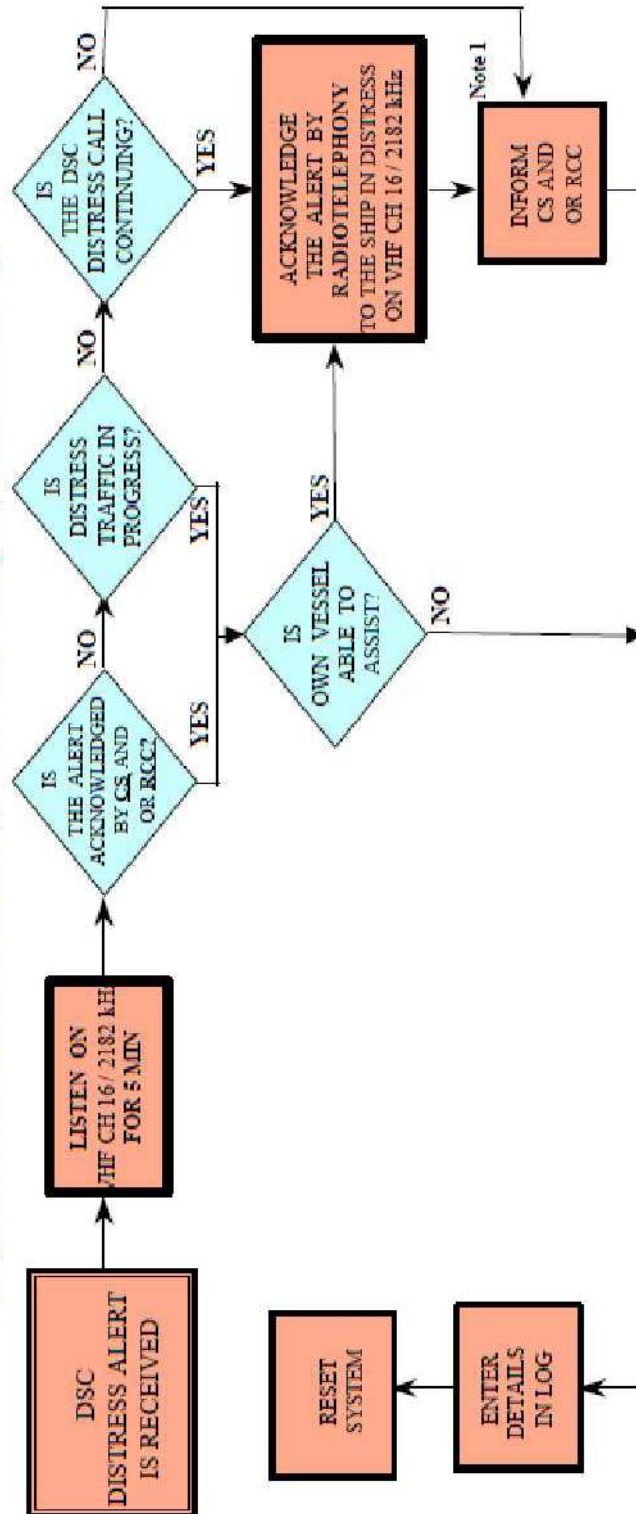 DSC
DISTRESS ALERT
IS RECEIVED
LISTEN ON
VHF CH 16 / 2182 kHz
FOR 5 MIN
IS
THE ALERT
ACKNOWLEDGED
BY CS, AND
OR RCC?
NO
YES
IS
DISTRESS
TRAFFIC IN
PROGRESS?
NO
YES
IS
THE DSC
DISTRESS CALL
CONTINUING?
NO
YES
IS
OWN VESSEL
ABLE TO
ASSIST?
YES
NO
ACKNOWLEDGE
THE ALERT BY
RADIOTELEPHONY
TO THE SHIP IN DISTRESS
ON VHF CH 16 / 2182 kHz
Note 1
INFORM
CS AND
OR RCC
RESET
SYSTEM
ENTER
DETAILS
IN LOG